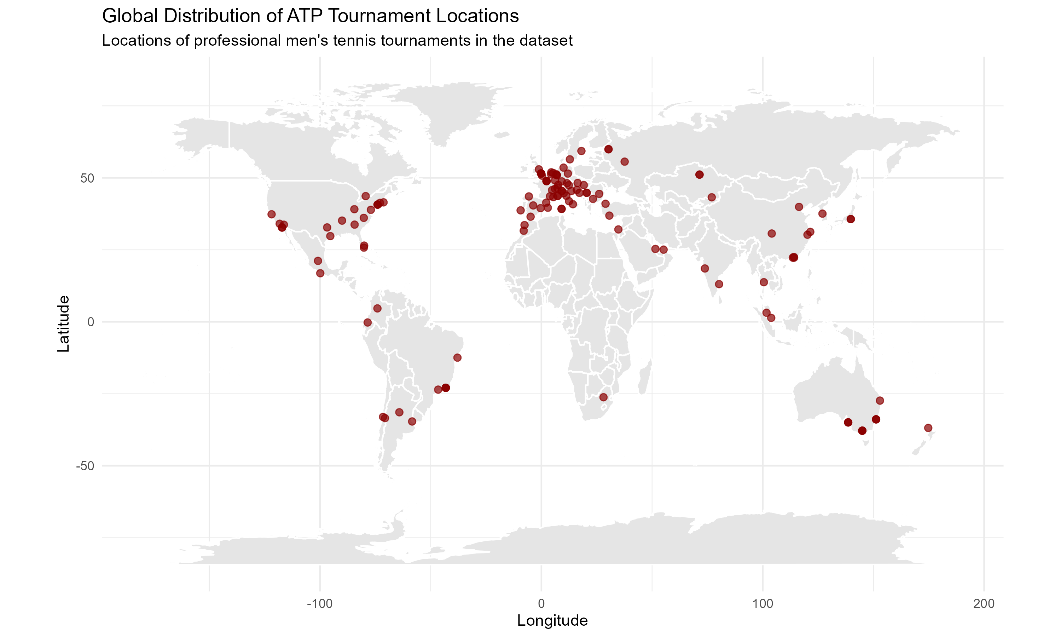 Global Distribution of ATP Tournament Locations
Locations of professional men's tennis tournaments in the dataset
Latitude
50
0
-50
-100
0
100
200
Longitude